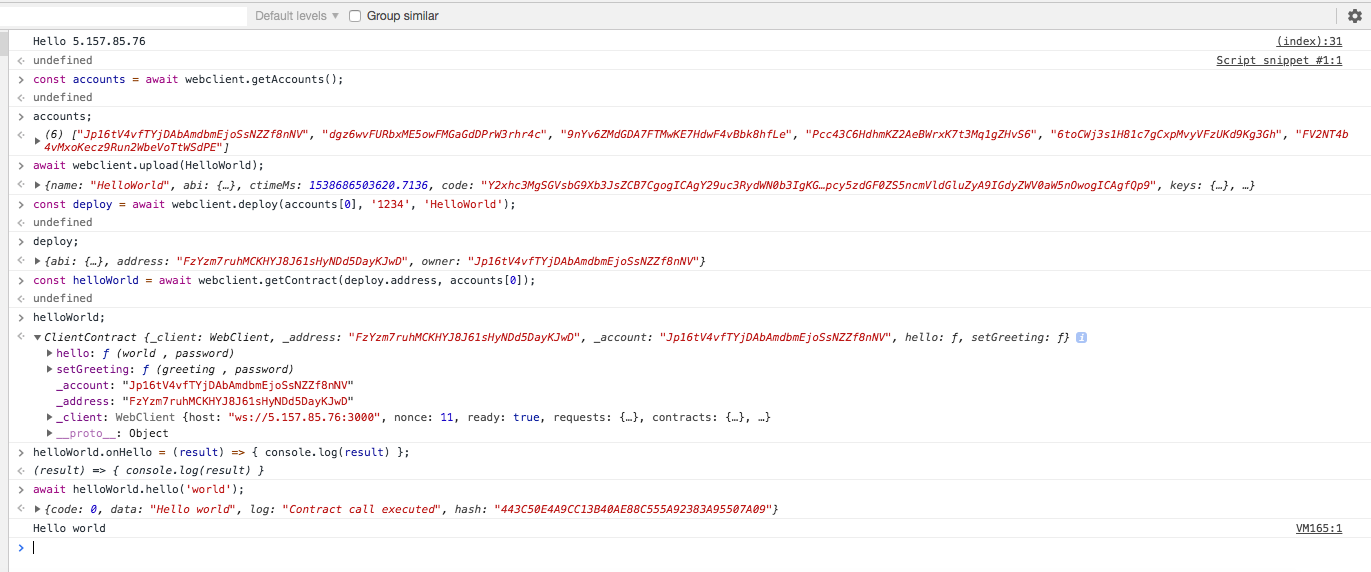 Default levels ▼ Group similar
Hello 5.157.85.76 (index):31
undefined Script snippet #1:1
const accounts = await webclient.getAccounts();
undefined
accounts;
(6) ["Jp16tV4vfTYjDAbAmdbmEjoSsNZZf8nNV", "dgz6wvFURbxME5owFMGaGdDPrW3rhr4c", "9nYv6ZMdGDA7FTMwKE7HdwF4vBbk8hfLe", "Pcc43C6HdhmKZ2AeBWrxK7t3Mq1gZHvS6", "6toCWj3s1H81c7gCxpMvyVFzUKd9Kg3Gh", "FV2NT4b
4vMxoKecz9Run2WbeVoTtWSdPE"]
await webclient.upload(HelloWorld);
{name: "HelloWorld", abi: {…}, ctimeMs: 1538686503620.7136, code: "Y2xhc3MgSGVsbG9Xb3JsZCB7CgogICAgY29uc3RydWN0b3IgKG…pcy5zdGF0ZS5ncmVldGluZyA9IGdyZWV0aW5nOwogICAgfQp9", keys: {…}, …}
const deploy = await webclient.deploy(accounts[0], '1234', 'HelloWorld');
undefined
deploy;
{abi: {…}, address: "FzYzm7ruhMCKHYJ8J61sHyNDd5DayKJwD", owner: "Jp16tV4vfTYjDAbAmdbmEjoSsNZZf8nNV"}
const helloWorld = await webclient.getContract(deploy.address, accounts[0]);
undefined
helloWorld;
ClientContract {_client: WebClient, _address: "FzYzm7ruhMCKHYJ8J61sHyNDd5DayKJwD", _account: "Jp16tV4vfTYjDAbAmdbmEjoSsNZZf8nNV", hello: ƒ, setGreeting: ƒ} i
hello: ƒ (world , password)
setGreeting: ƒ (greeting , password)
_account: "Jp16tV4vfTYjDAbAmdbmEjoSsNZZf8nNV"
_address: "FzYzm7ruhMCKHYJ8J61sHyNDd5DayKJwD"
_client: WebClient {host: "ws://5.157.85.76:3000", nonce: 11, ready: true, requests: {…}, contracts: {…}, …}
__proto__: Object
helloWorld.onHello = (result) => { console.log(result) };
(result) => { console.log(result) }
await helloWorld.hello('world');
{code: 0, data: "Hello world", log: "Contract call executed", hash: "443C50E4A9CC13B40AE88C555A92383A95507A09"}
Hello world VM165:1